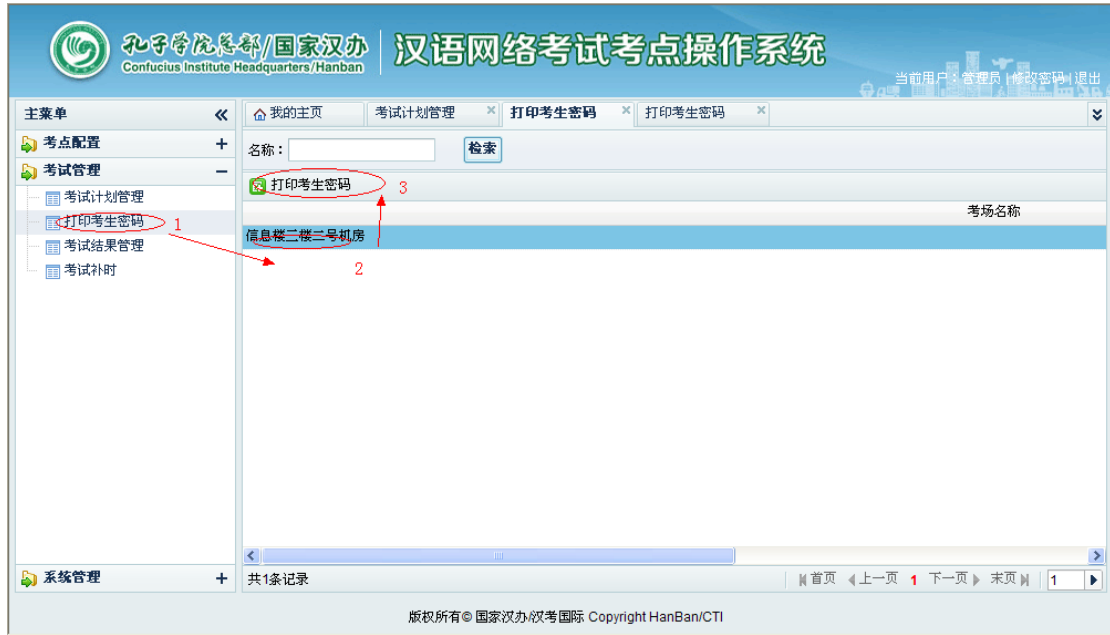 孔子学院总部/国家汉办
Confucius Institute Headquarters/Hanban
汉语网络考试考点操作系统
当前用户：管理员 | 修改密码 | 退出
主菜单
我的主页 考试计划管理 打印考生密码 打印考生密码
考点配置
名称：
检索
考试管理
打印考生密码 3
考试计划管理
考场名称
打印考生密码 1
信息楼三楼二号机房
考试结果管理
2
考试补时
系统管理
共1条记录
首页 上一页 1 下一页 末页 1
版权所有© 国家汉办/汉考国际 Copyright HanBan/CTI